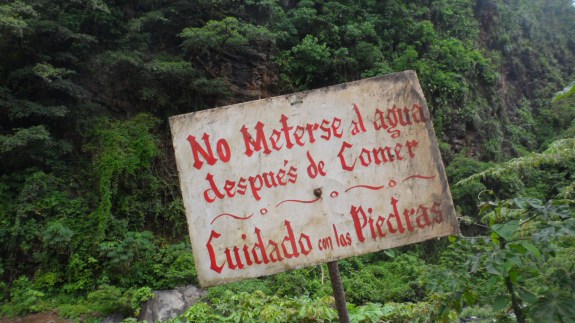 No Meterse al agua
después de Comer
Cuidado con las Piedras